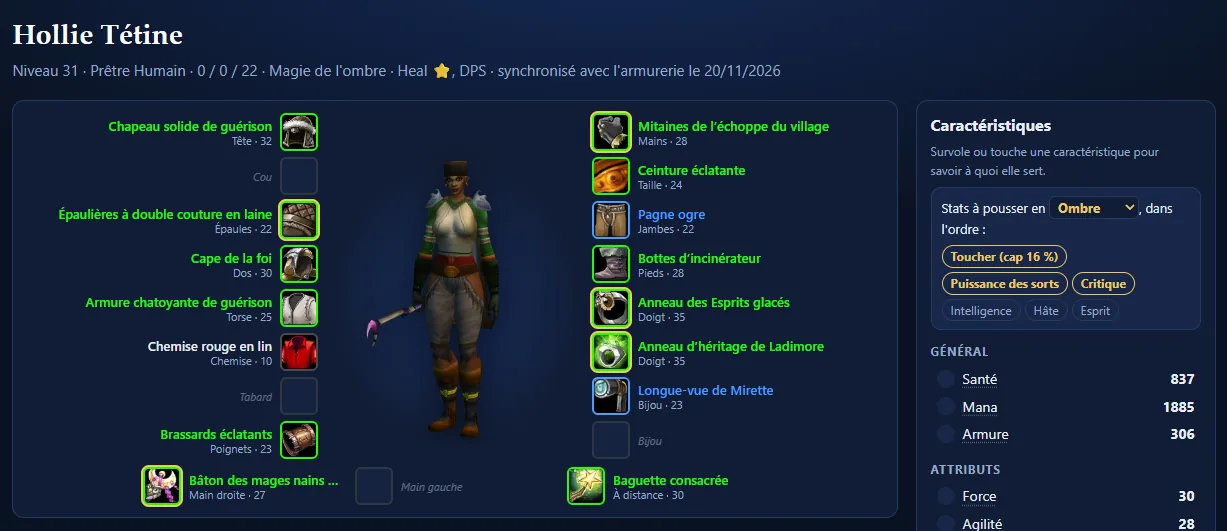 Hollie Tétine
Niveau 31 · Prêtre Humain · 0 / 0 / 22 · Magie de l'ombre · Heal ⭐, DPS · synchronisé avec l'armurerie le 20/11/2026
Chapeau solide de guérison
Tête · 32
Cou
Épaulières à double couture en laine
Épaules · 22
Cape de la foi
Dos · 30
Armure chatoyante de guérison
Torse · 25
Chemise rouge en lin
Chemise · 10
Tabard
Brassards éclatants
Poignets · 23
Mitaines de l’échoppe du village
Mains · 28
Ceinture éclatante
Taille · 24
Pagne ogre
Jambes · 22
Bottes d’incinérateur
Pieds · 28
Anneau des Esprits glacés
Doigt · 35
Anneau d’héritage de Ladimore
Doigt · 35
Longue-vue de Mirette
Bijou · 23
Bijou
Bâton des mages nains ...
Main droite · 27
Main gauche
Baguette consacrée
À distance · 30
Caractéristiques
Survole ou touche une caractéristique pour
savoir à quoi elle sert.
Stats à pousser en Ombre, dans
l'ordre :
Toucher (cap 16 %)
Puissance des sorts Critique
Intelligence Hâte Esprit
GÉNÉRAL
Santé 837
Mana 1885
Armure 306
ATTRIBUTS
Force 30
Agilité 28